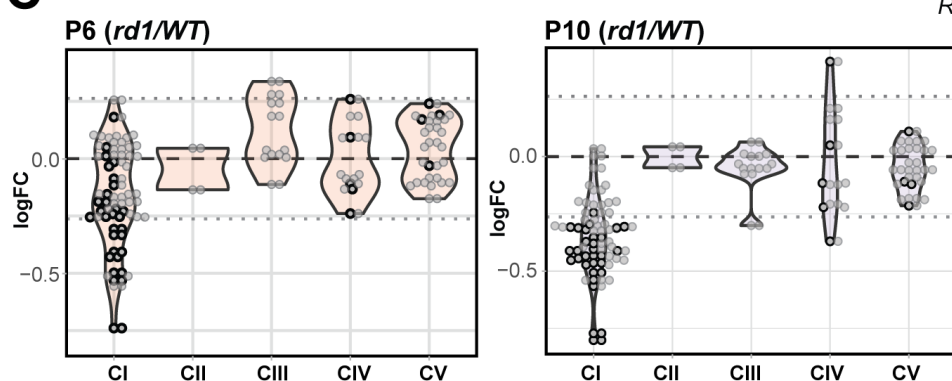 P6 (rd1/WT)
logFC
0.0
−0.5
CI CII CIII CIV CV
P10 (rd1/WT)
logFC
0.0
−0.5
CI CII CIII CIV CV
R